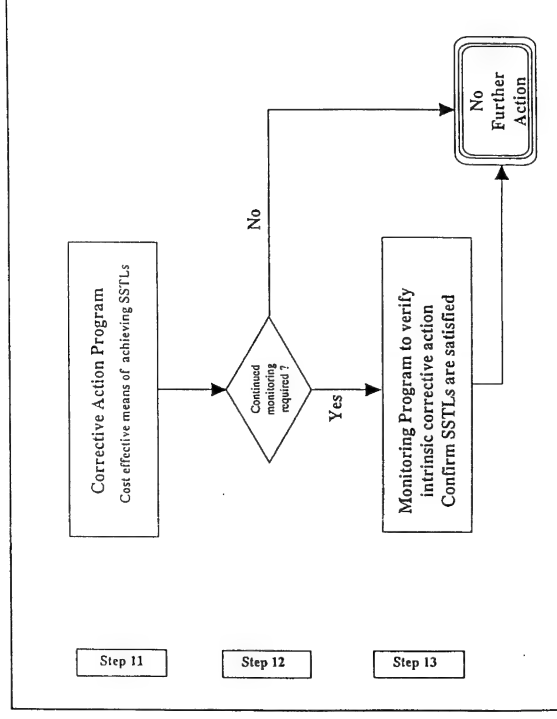 Step 11
Corrective Action Program
Cost effective means of achieving SSTLs
Step 12
Continued
monitoring
required ?
No
Yes
Step 13
Monitoring Program to verify
intrinsic corrective action
Confirm SSTLs are satisfied
No
Further
Action